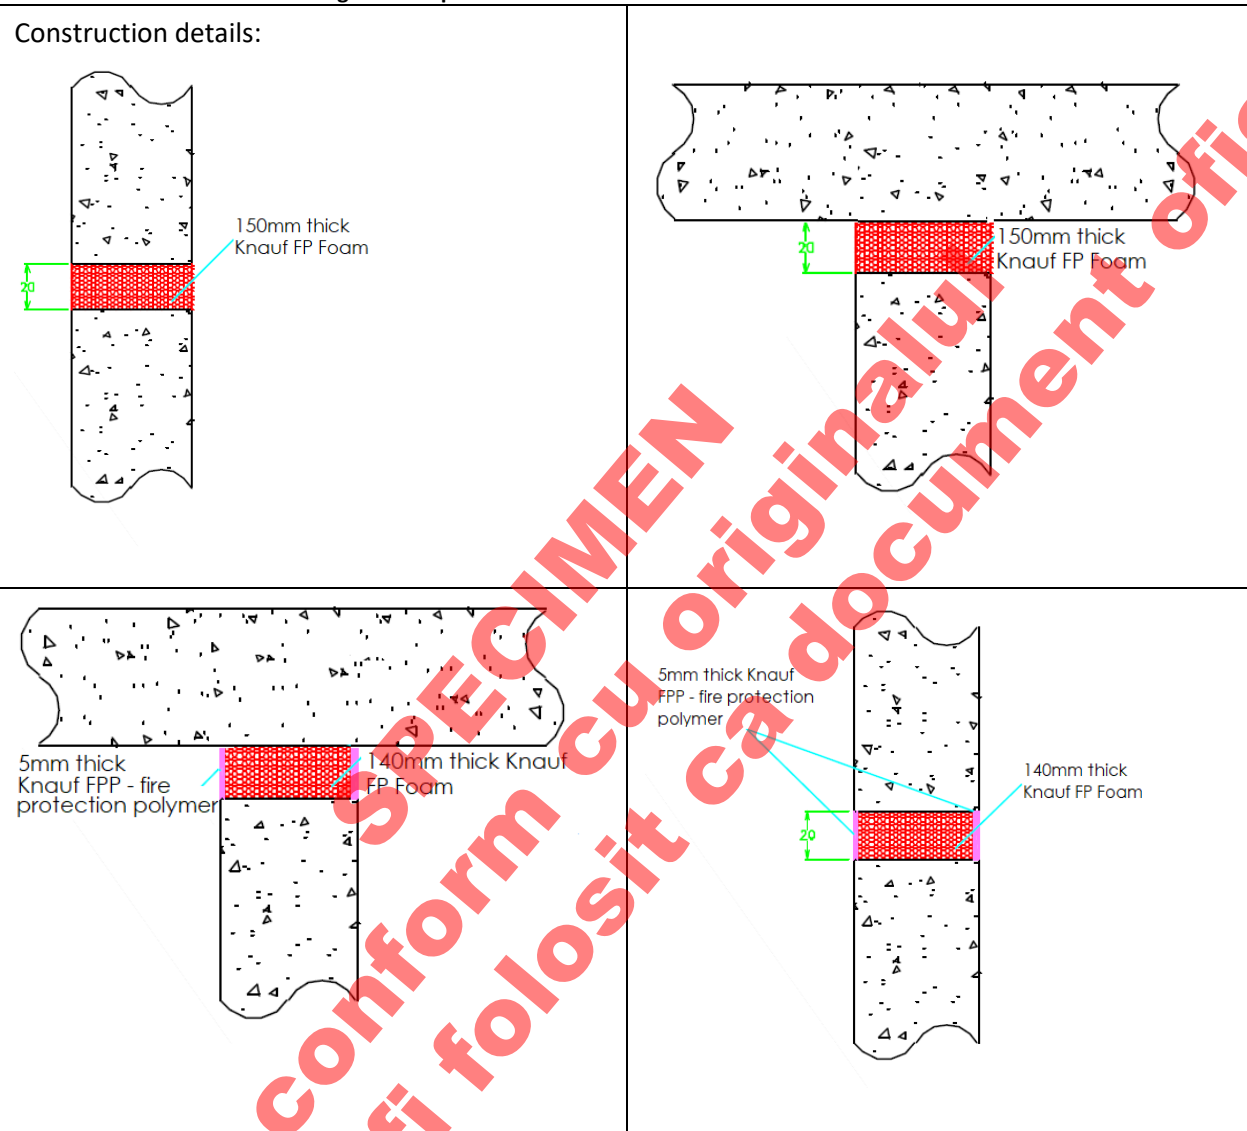 Construction details:
150mm thick
Knauf FP Foam
20
150mm thick
Knauf FP Foam
20
5mm thick
Knauf FPP - fire
protection polymer
140mm thick Knauf
FP Foam
5mm thick Knauf
FPP - fire protection
polymer
140mm thick
Knauf FP Foam
20
SPECIMEN
conform cu originalul
fi folosit ca document ofic